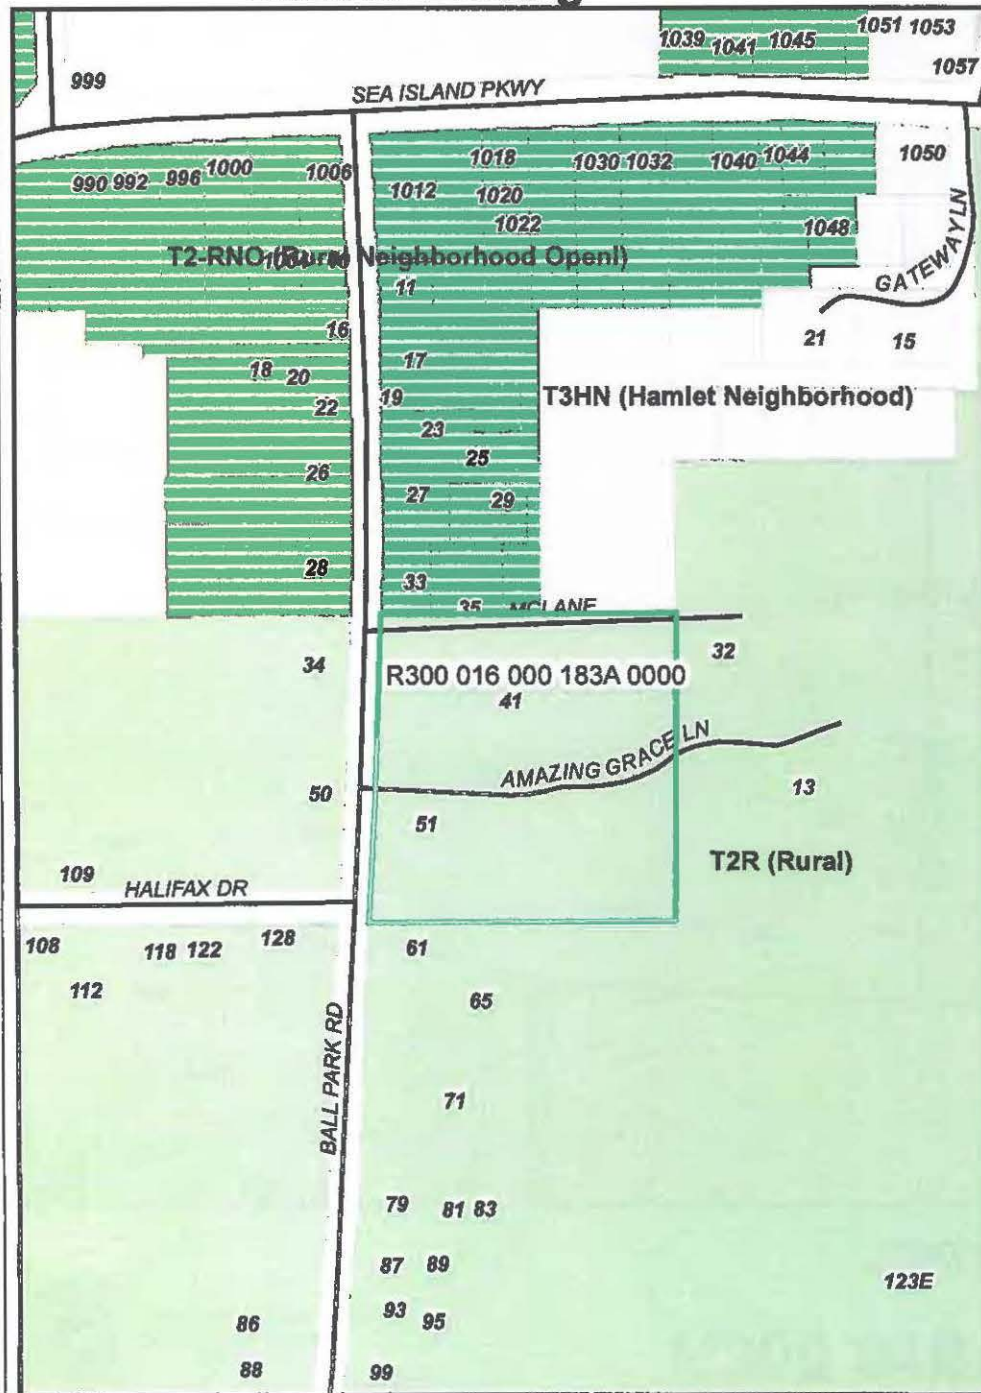 1051 1053
1039 1041 1045
1057
999
SEA ISLAND PKWY
990 992 996 1000 1006
1018 1030 1032 1040 1044 1050
1012 1020
1022 1048
T2-RNO (Rural Neighborhood Openl)
11
GATEWAY LN
16 17 21 15
18 20
22 19
T3HN (Hamlet Neighborhood)
23
25
26 27 29
28 33
35 MCLANE
34 32
R300 016 000 183A 0000
41
AMAZING GRACE LN
50 13
51
T2R (Rural)
109
HALIFAX DR
108 118 122 128 61
112 65
BALL PARK RD
71
79 81 83
87 89
123E
86 93 95
88 99